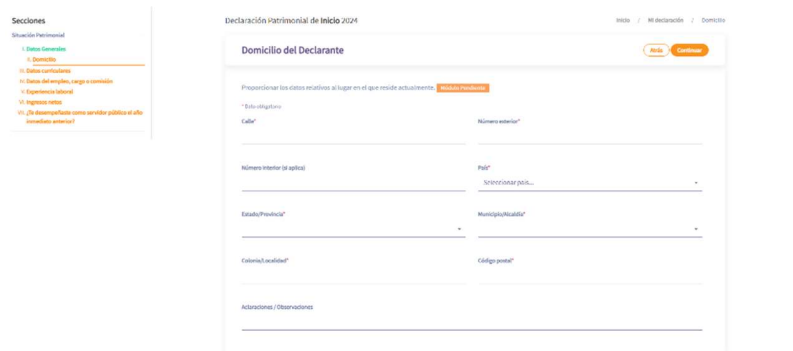 Secciones
Situación Patrimonial
I. Datos Generales
II. Domicilio
III. Datos curriculares
IV. Datos del empleo, cargo o comisión
V. Experiencia laboral
VI. Ingresos netos
VII. ¿Te desempeñaste como servidor público el año
inmediato anterior?
Declaración Patrimonial de Inicio 2024
Inicio / Mi declaración / Domicilio
Domicilio del Declarante
Atrás
Continuar
Proporcionar los datos relativos al lugar en el que reside actualmente. Módulo Pendiente
* Dato obligatorio
Calle*
Número exterior*
Número interior (si aplica)
País*
Seleccionar país...
Estado/Provincia*
Municipio/Alcaldía*
Colonia/Localidad*
Código postal*
Aclaraciones / Observaciones